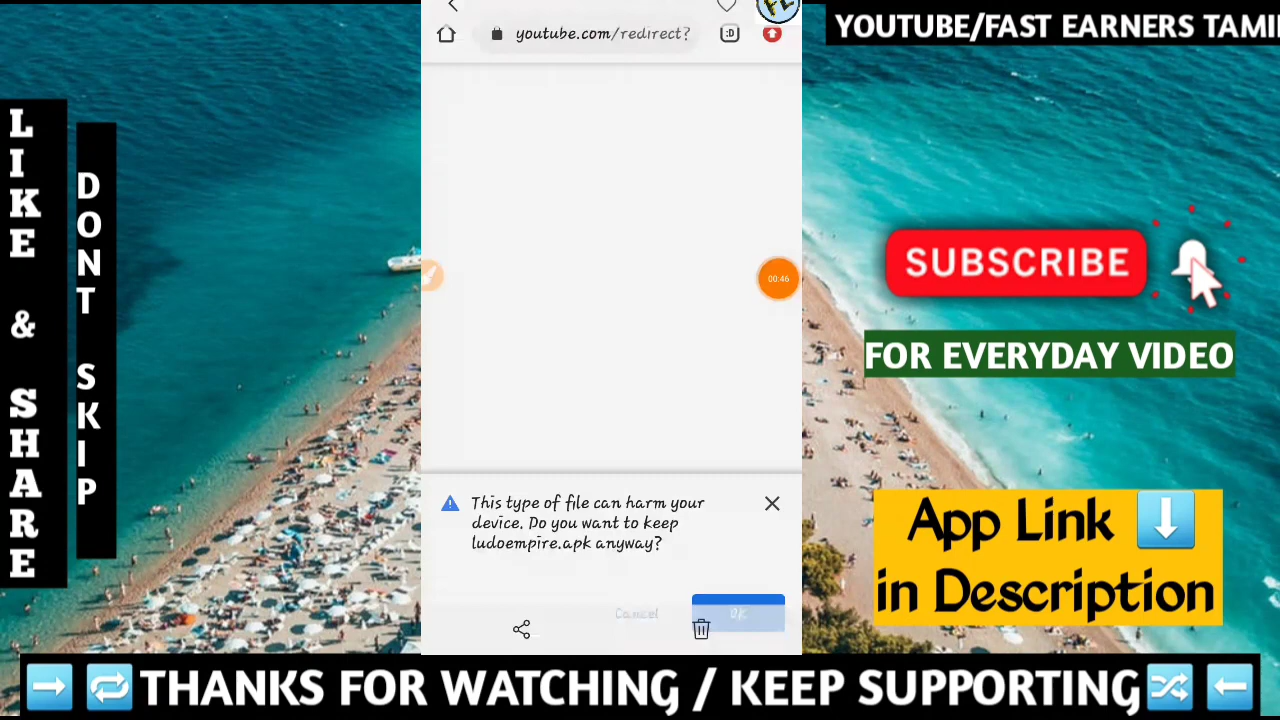 YOUTUBE/FAST EARNERS TAMI
youtube.com/redirect?
:D
LIKE & SHARE
DONT SKIP
00:46
SUBSCRIBE
FOR EVERYDAY VIDEO
This type of file can harm your
device. Do you want to keep
ludoempire.apk anyway?
Cancel
OK
App Link
in Description
THANKS FOR WATCHING / KEEP SUPPORTING